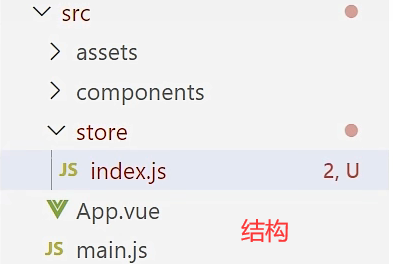 src
assets
components
store
JS index.js 2, U
App.vue
JS main.js
结构